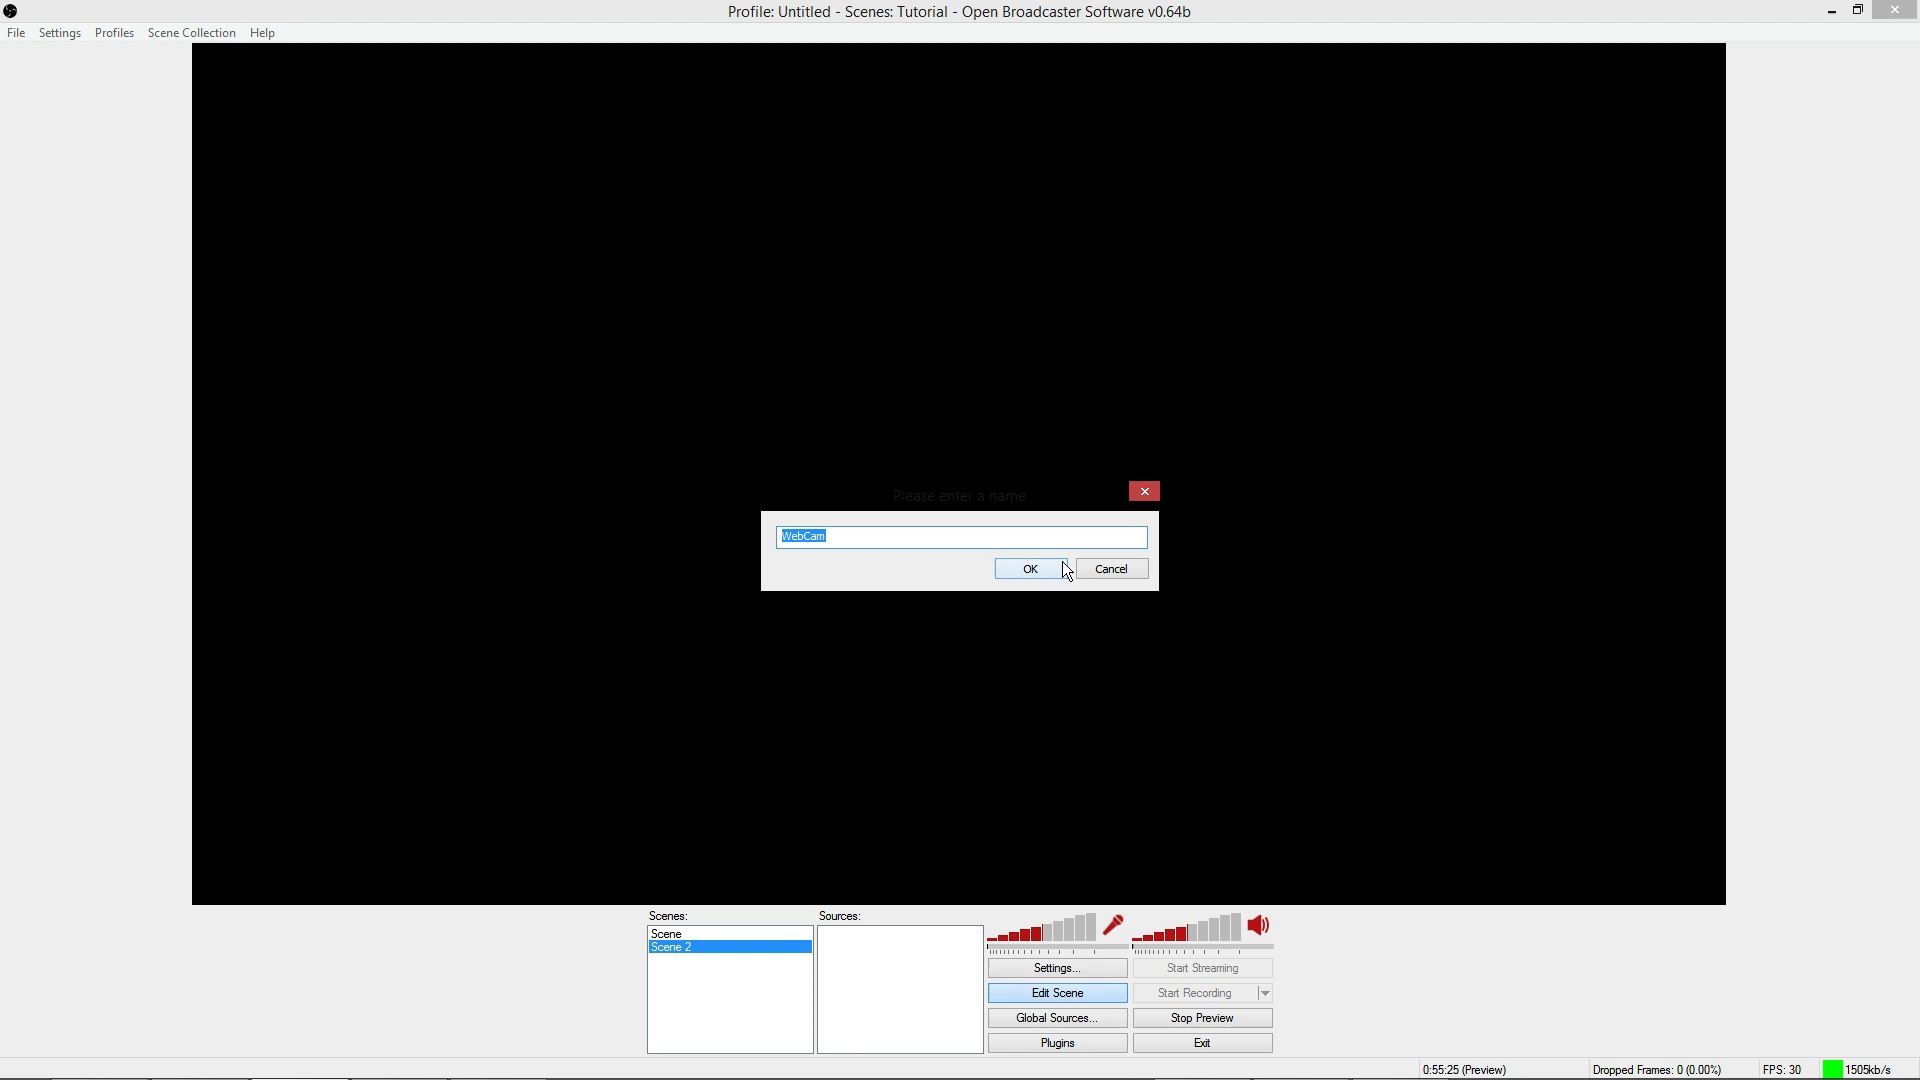 Profile: Untitled - Scenes: Tutorial - Open Broadcaster Software v0.64b
File Settings Profiles Scene Collection Help
Please enter a name
WebCam
OK Cancel
Scenes: Sources:
Scene
Scene 2
Settings... Start Streaming
Edit Scene Start Recording
Global Sources... Stop Preview
Plugins Exit
0:55:25 (Preview) Dropped Frames: 0 (0.00%) FPS: 30 1505kb/s